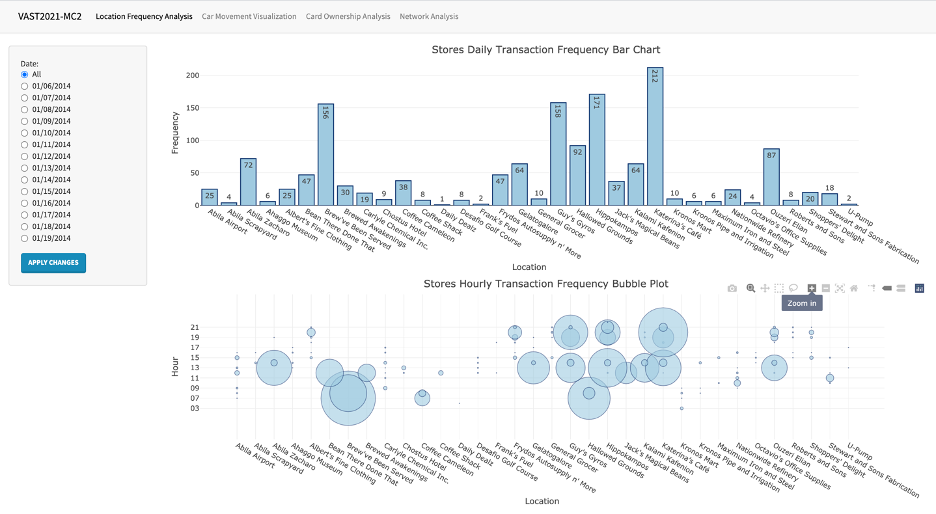 VAST2021-MC2 Location Frequency Analysis Car Movement Visualization Card Ownership Analysis Network Analysis
Date:
All
01/06/2014
01/07/2014
01/08/2014
01/09/2014
01/10/2014
01/11/2014
01/12/2014
01/13/2014
01/14/2014
01/15/2014
01/16/2014
01/17/2014
01/18/2014
01/19/2014
APPLY CHANGES
Stores Daily Transaction Frequency Bar Chart
Frequency
200
150
100
50
0
25 4 72 6 25 47 156 30 19 9 38 8 1 8 2 47 64 10 158 92 171 37 64 212 10 6 6 24 4 87 8 20 18 2
Abila Airport
Abila Scrapyard
Abila Zacharo
Ahaggo Museum
Albert's Fine Clothing
Bean There Done That
Brew've Been Served
Brewed Awakenings
Carlyle Chemical Inc.
Chostus Hotel
Coffee Cameleon
Coffee Shack
Daily Dealz
Desafio Golf Course
Frank's Fuel
Frydos Autosupply n' More
Gelatogalore
General Grocer
Guy's Gyros
Hallowed Grounds
Hippokampos
Jack's Magical Beans
Kalami Kafenion
Katerina's Café
Kronos Mart
Kronos Pipe and Irrigation
Maximum Iron and Steel
Nationwide Refinery
Octavio's Office Supplies
Ouzeri Elian
Roberts and Sons
Shoppers' Delight
Stewart and Sons Fabrication
U-Pump
Location
Stores Hourly Transaction Frequency Bubble Plot
Zoom in
Hour
21
19
17
15
13
11
09
07
03
Abila Airport
Abila Scrapyard
Abila Zacharo
Ahaggo Museum
Albert's Fine Clothing
Bean There Done That
Brew've Been Served
Brewed Awakenings
Carlyle Chemical Inc.
Chostus Hotel
Coffee Cameleon
Coffee Shack
Daily Dealz
Desafio Golf Course
Frank's Fuel
Frydos Autosupply n' More
Gelatogalore
General Grocer
Guy's Gyros
Hallowed Grounds
Hippokampos
Jack's Magical Beans
Kalami Kafenion
Katerina's Café
Kronos Mart
Kronos Pipe and Irrigation
Maximum Iron and Steel
Nationwide Refinery
Octavio's Office Supplies
Ouzeri Elian
Roberts and Sons
Shoppers' Delight
Stewart and Sons Fabrication
U-Pump
Location